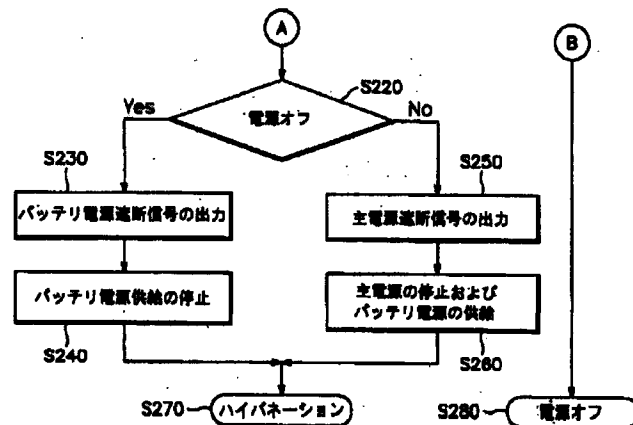 A
B
S220
電源オフ
Yes
No
S230
S250
バッテリ電源遮断信号の出力
主電源遮断信号の出力
バッテリ電源供給の停止
主電源の停止および
バッテリ電源の供給
S240
S260
S270
ハイバネーション
S280
電源オフ